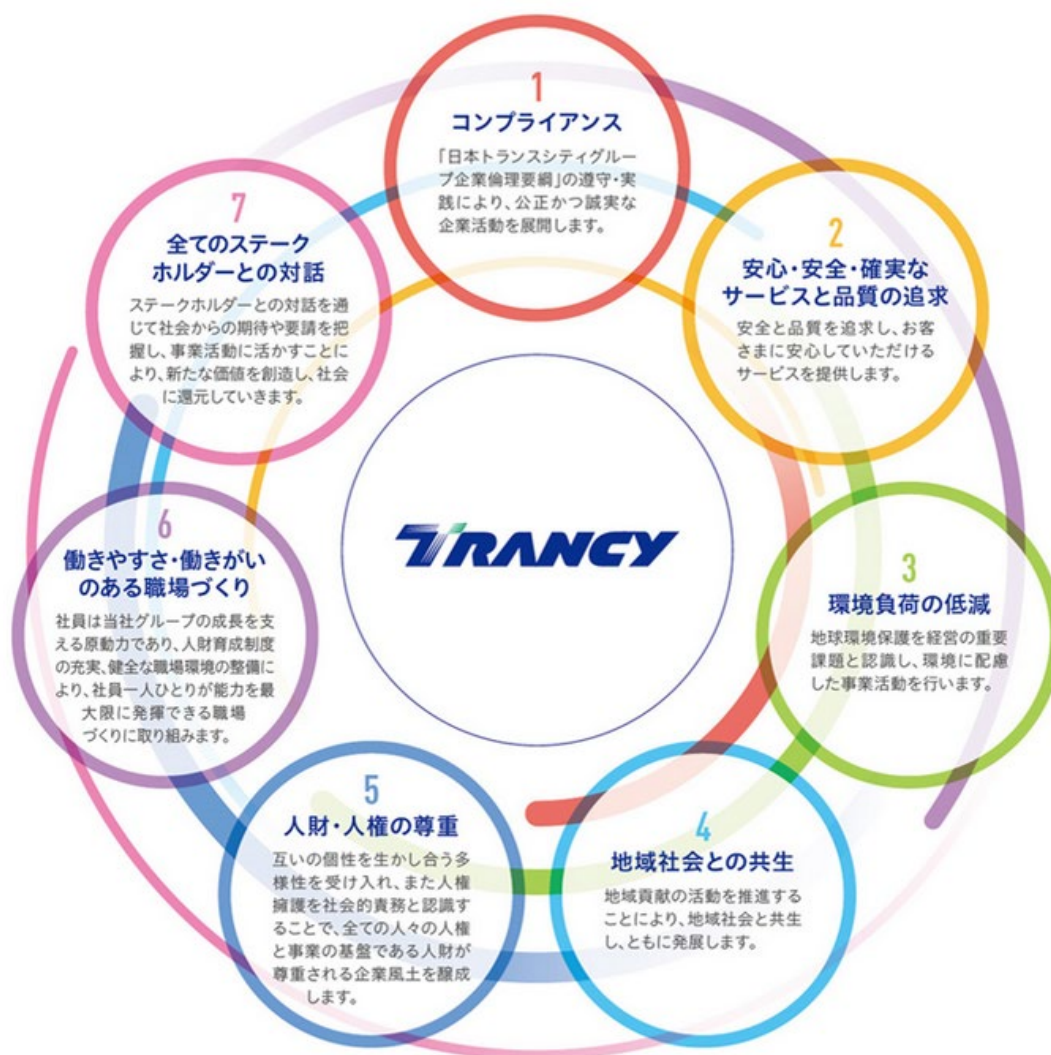 1
コンプライアンス
「日本トランスシティグルー
プ企業倫理要綱」の遵守・実
践により、公正かつ誠実な
企業活動を展開します。
2
安心・安全・確実な
サービスと品質の追求
安全と品質を追求し、お客
さまに安心していただける
サービスを提供します。
3
環境負荷の低減
地球環境保護を経営の重要
課題と認識し、環境に配慮
した事業活動を行います。
4
地域社会との共生
地域貢献の活動を推進する
ことにより、地域社会と共生
し、ともに発展します。
5
人財・人権の尊重
互いの個性を生かし合う多
様性を受け入れ、また人権
擁護を社会的責務と認識す
ることで、全ての人々の人権
と事業の基盤である人財が
尊重される企業風土を醸成
します。
6
働きやすさ・働きがい
のある職場づくり
社員は当社グループの成長を支
える原動力であり、人財育成制度
の充実、健全な職場環境の整備に
より、社員一人ひとりが能力を最
大限に発揮できる職場
づくりに取り組みます。
7
全てのステーク
ホルダーとの対話
ステークホルダーとの対話を通
じて社会からの期待や要請を把
握し、事業活動に活かすことに
より、新たな価値を創造し、社会
に還元していきます。
TRANCY